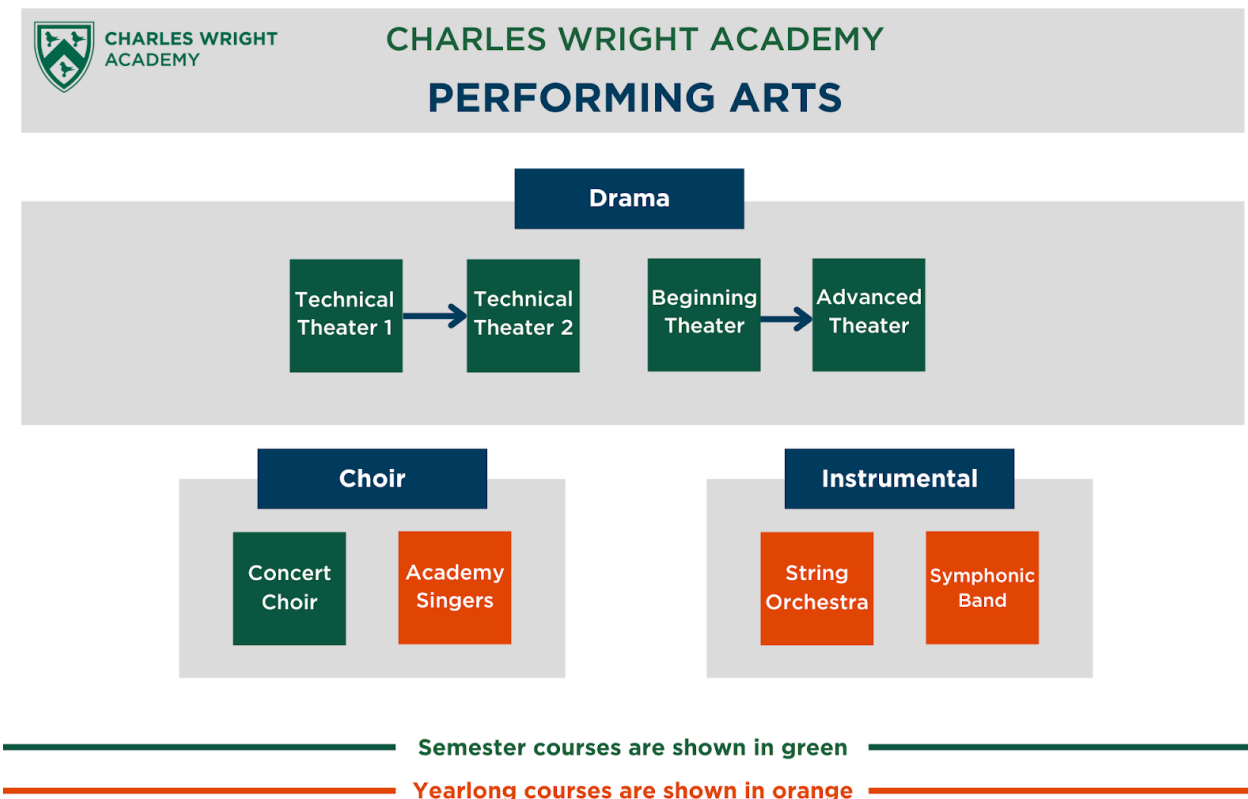 CHARLES WRIGHT
ACADEMY
CHARLES WRIGHT ACADEMY
PERFORMING ARTS
Drama
Technical
Theater 1
Technical
Theater 2
Beginning
Theater
Advanced
Theater
Choir
Concert
Choir
Academy
Singers
Instrumental
String
Orchestra
Symphonic
Band
Semester courses are shown in green
Yearlong courses are shown in orange